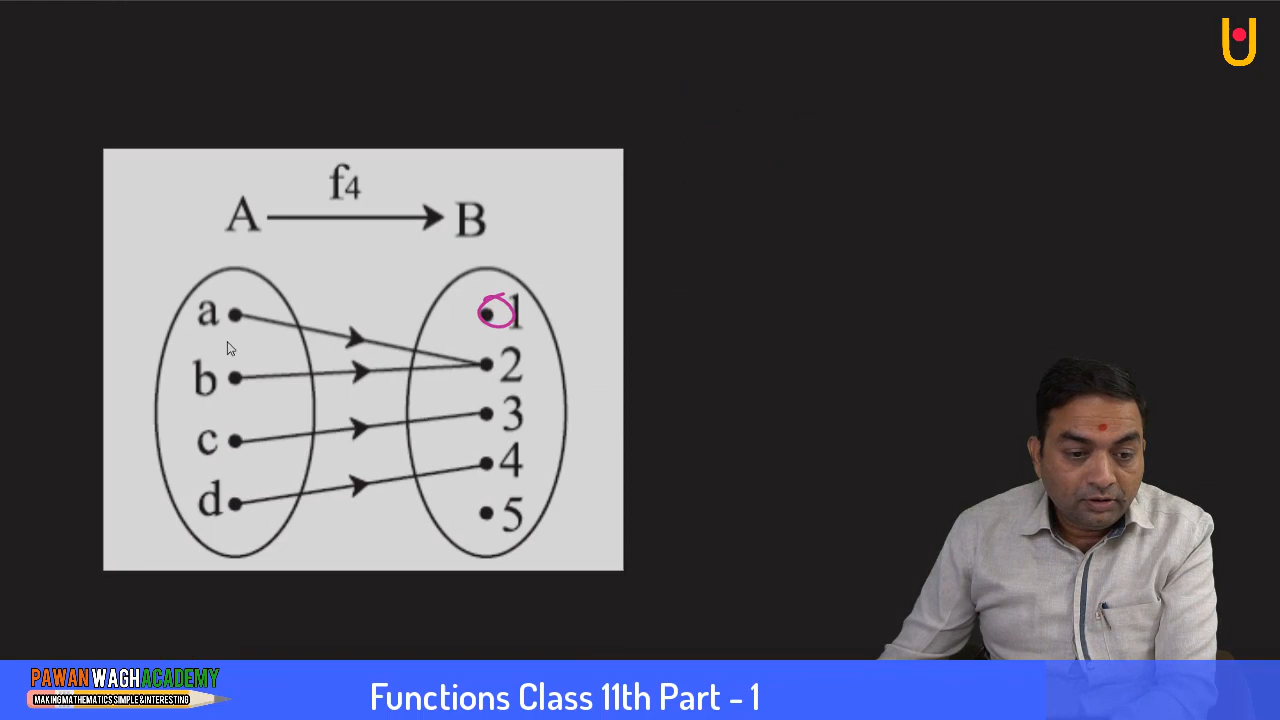 f4
A B
a 1
b 2
c 3
d 4
5
PAWAN WAGH ACADEMY
MAKING MATHEMATICS SIMPLE & INTERESTING
Functions Class 11th Part - 1